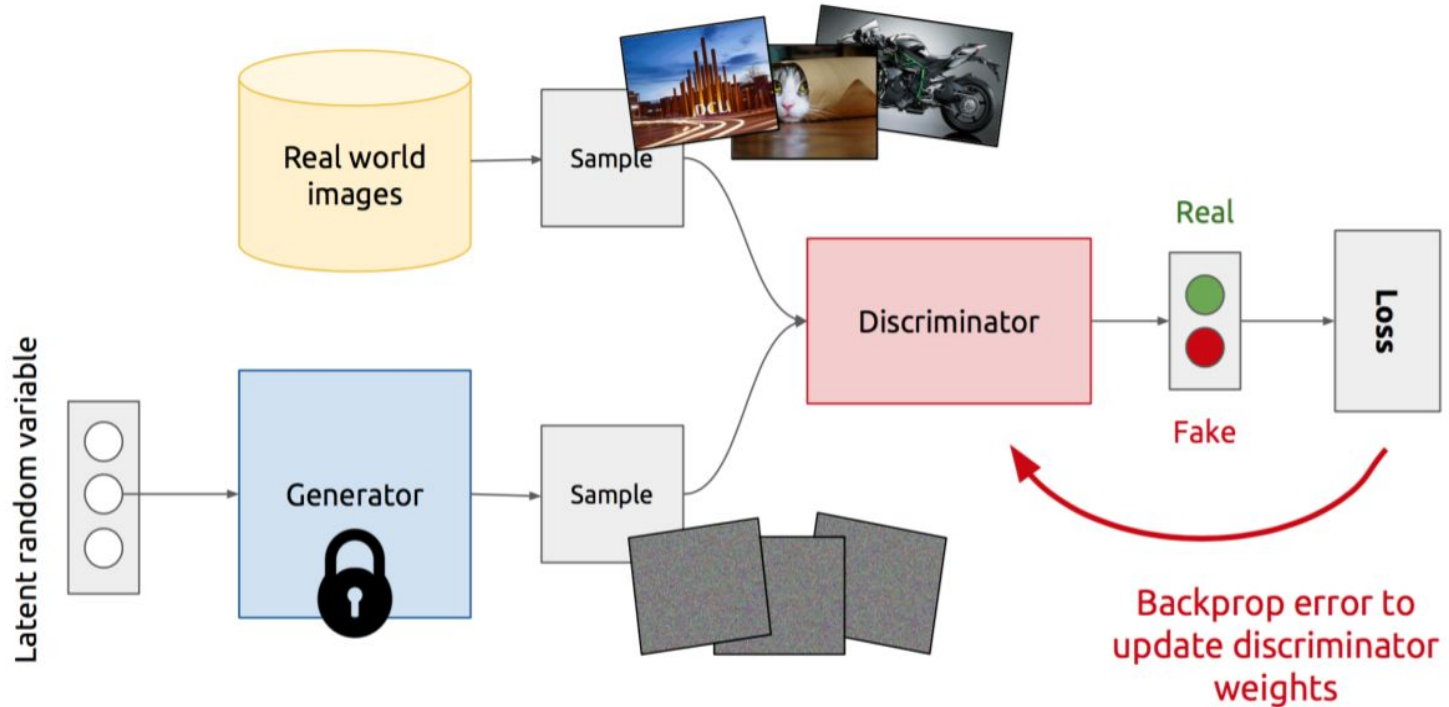 Real world
images
Sample
DCU
Real
Discriminator
Loss
Fake
Latent random variable
Generator
Sample
Backprop error to
update discriminator
weights